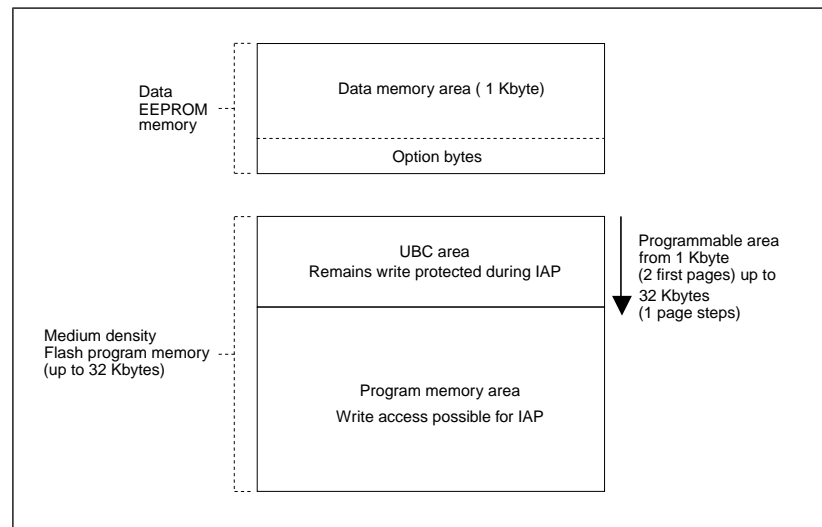 Data
EEPROM
memory
Data memory area ( 1 Kbyte)
Option bytes
Medium density
Flash program memory
(up to 32 Kbytes)
UBC area
Remains write protected during IAP
Program memory area
Write access possible for IAP
Programmable area
from 1 Kbyte
(2 first pages) up to
32 Kbytes
(1 page steps)